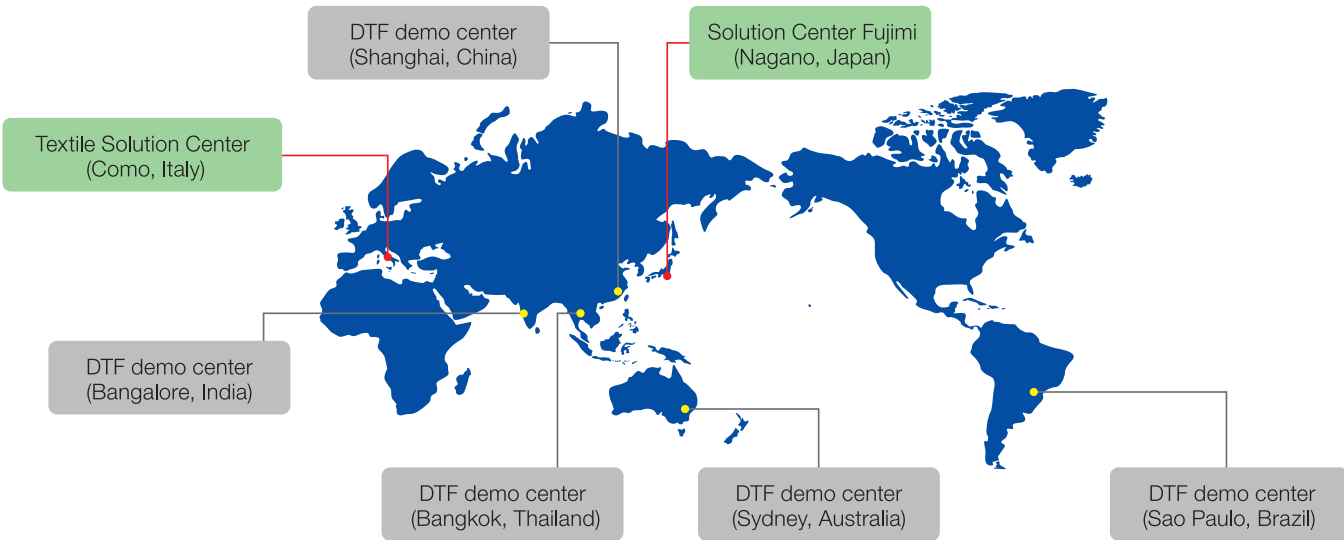 DTF demo center
(Shanghai, China)
Solution Center Fujimi
(Nagano, Japan)
Textile Solution Center
(Como, Italy)
DTF demo center
(Bangalore, India)
DTF demo center
(Bangkok, Thailand)
DTF demo center
(Sydney, Australia)
DTF demo center
(Sao Paulo, Brazil)